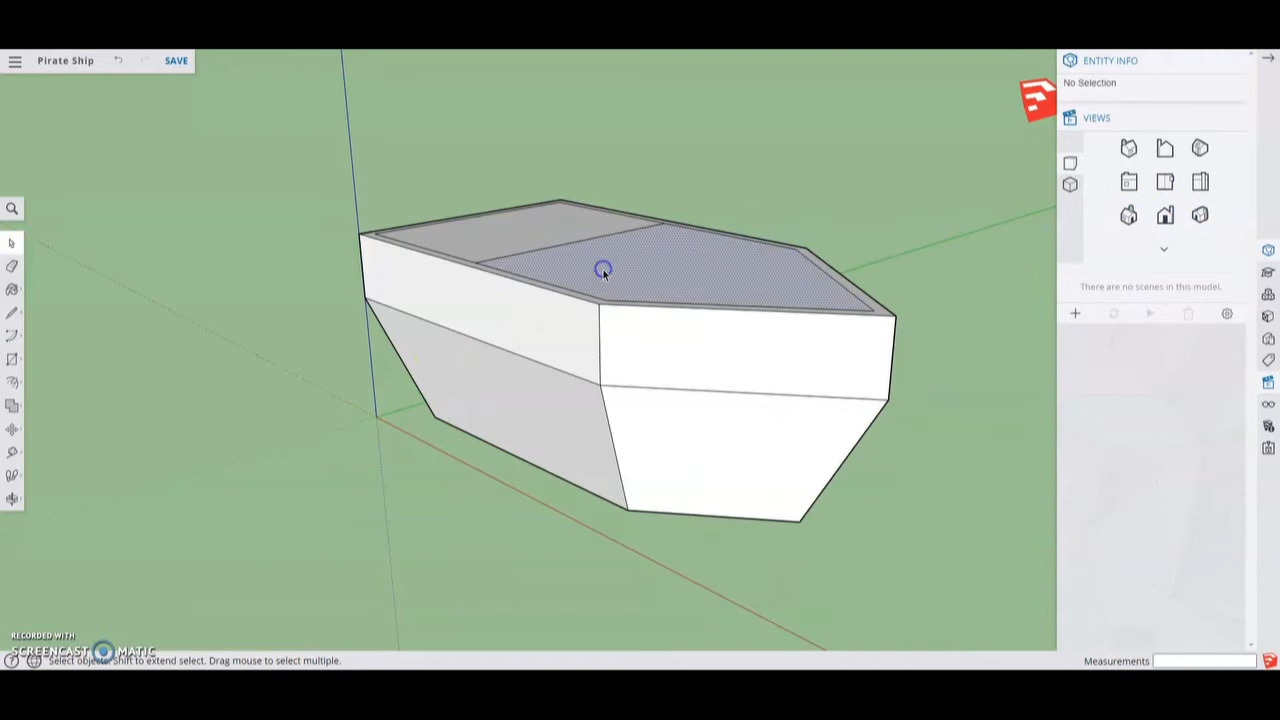 Pirate Ship
SAVE
ENTITY INFO
No Selection
VIEWS
There are no scenes in this model.
RECORDED WITH
SCREENCAST MATIC
Select objects. Shift to extend select. Drag mouse to select multiple.
Measurements